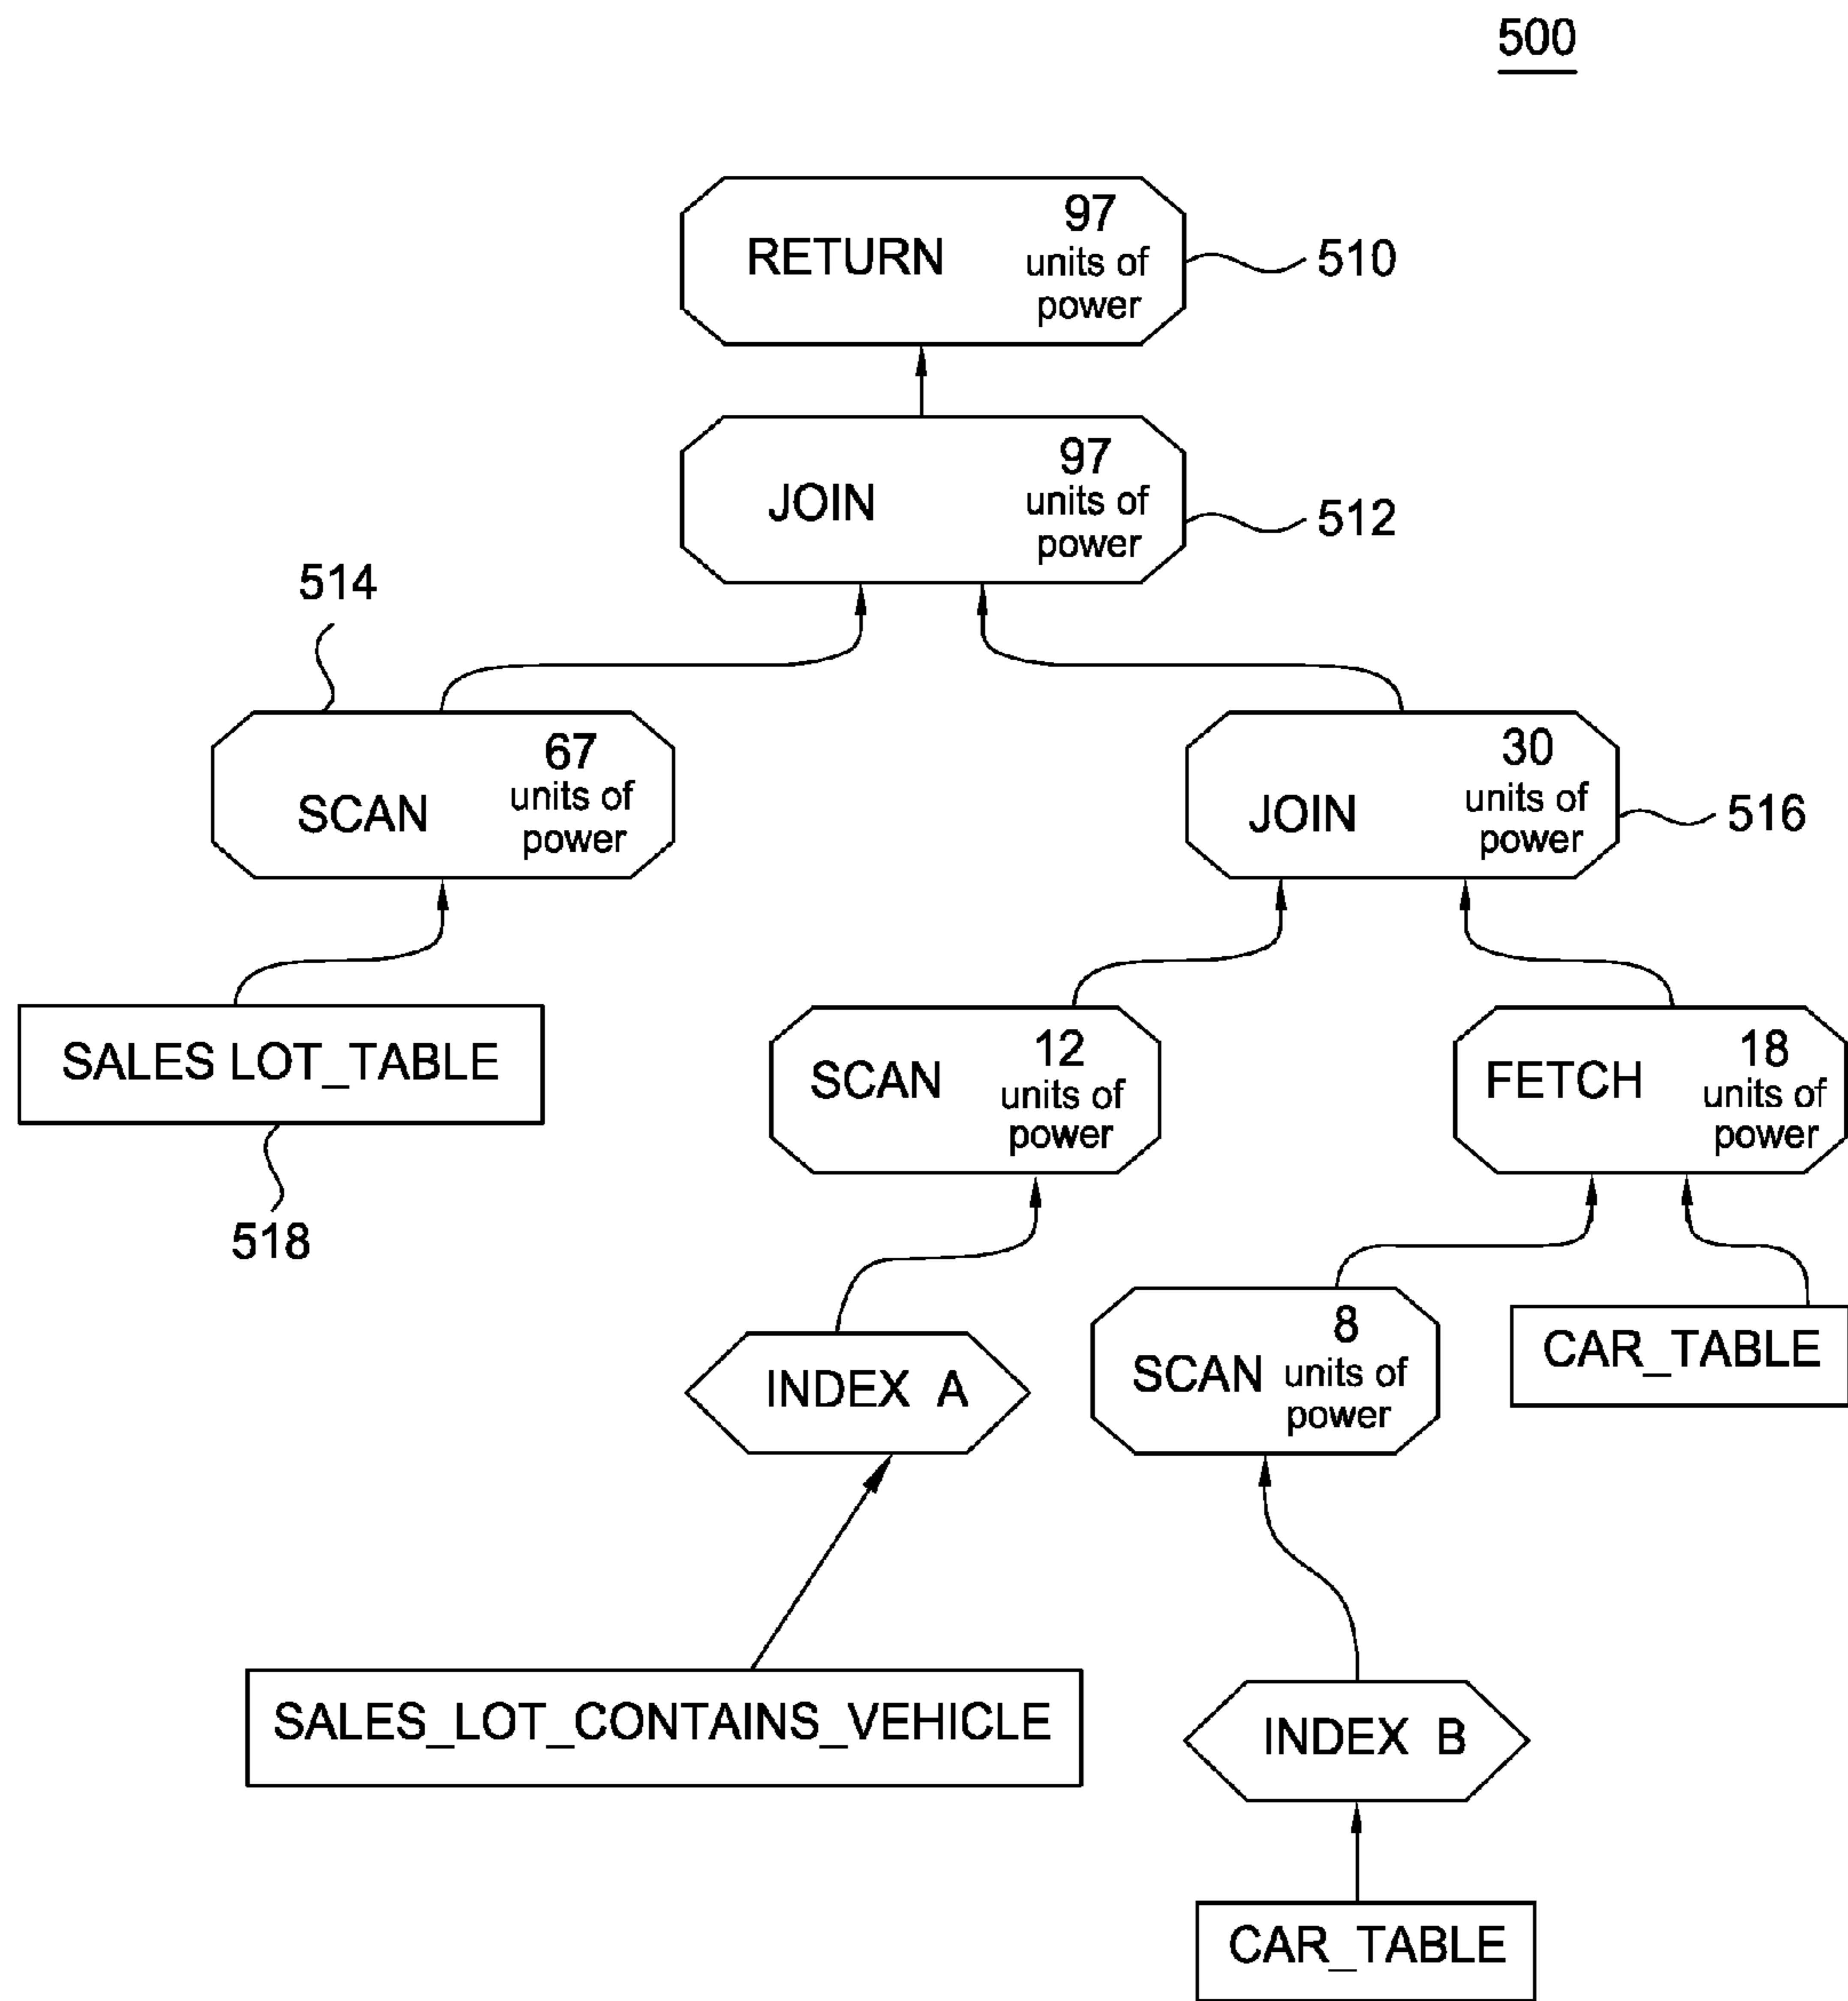 500
97
RETURN
units of
power
510
97
JOIN
units of
power
512
514
67
SCAN
units of
power
30
JOIN
units of
power
516
SALES LOT_TABLE
518
12
SCAN
units of
power
18
FETCH
units of
power
8
SCAN
units of
power
CAR_TABLE
INDEX A
SALES_LOT_CONTAINS_VEHICLE
INDEX B
CAR_TABLE